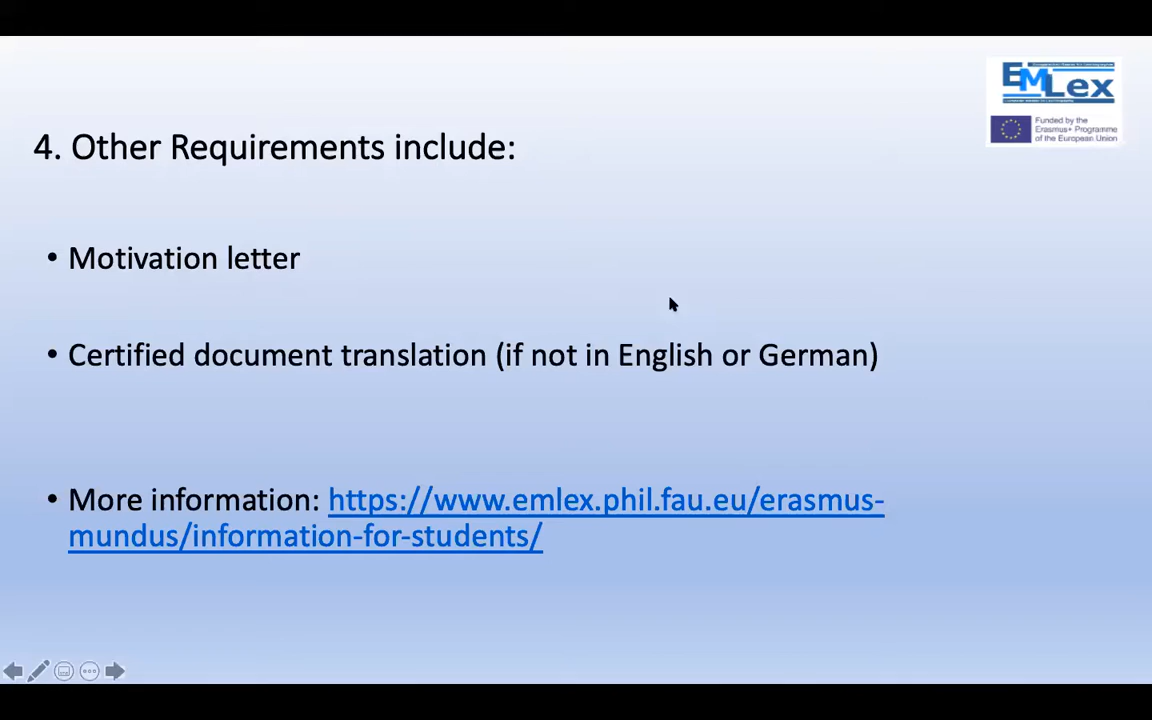 EMLex
Funded by the
Erasmus+ Programme
of the European Union
4. Other Requirements include:
• Motivation letter
• Certified document translation (if not in English or German)
• More information: https://www.emlex.phil.fau.eu/erasmus-
mundus/information-for-students/